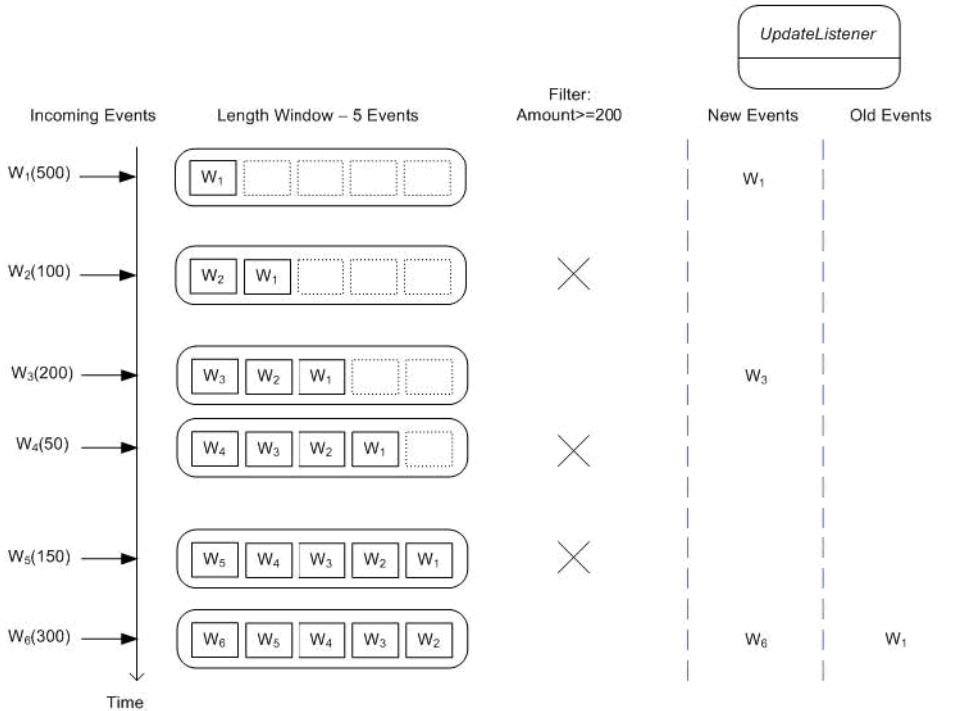 UpdateListener
Filter:
Incoming Events Length Window – 5 Events Amount>=200 New Events Old Events
W₁(500) W₁ W₁
W₂(100) W₂ W₁
W₃(200) W₃ W₂ W₁ W₃
W₄(50) W₄ W₃ W₂ W₁
W₅(150) W₅ W₄ W₃ W₂ W₁
W₆(300) W₆ W₅ W₄ W₃ W₂ W₆ W₁
Time